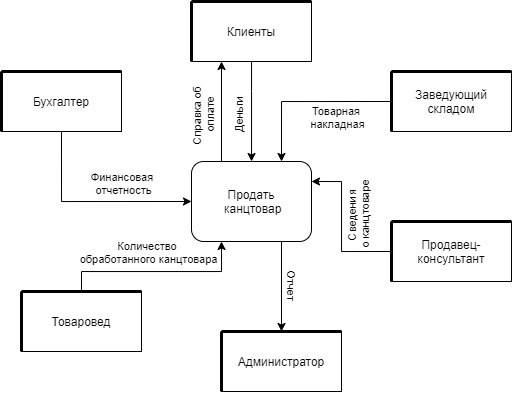 Клиенты
Бухгалтер
Заведующий
складом
Справка об
оплате
Деньги
Товарная
накладная
Финансовая
отчетность
Продать
канцтовар
Сведения
о канцтоваре
Продавец-
консультант
Количество
обработанного канцтовара
Отчет
Товаровед
Администратор